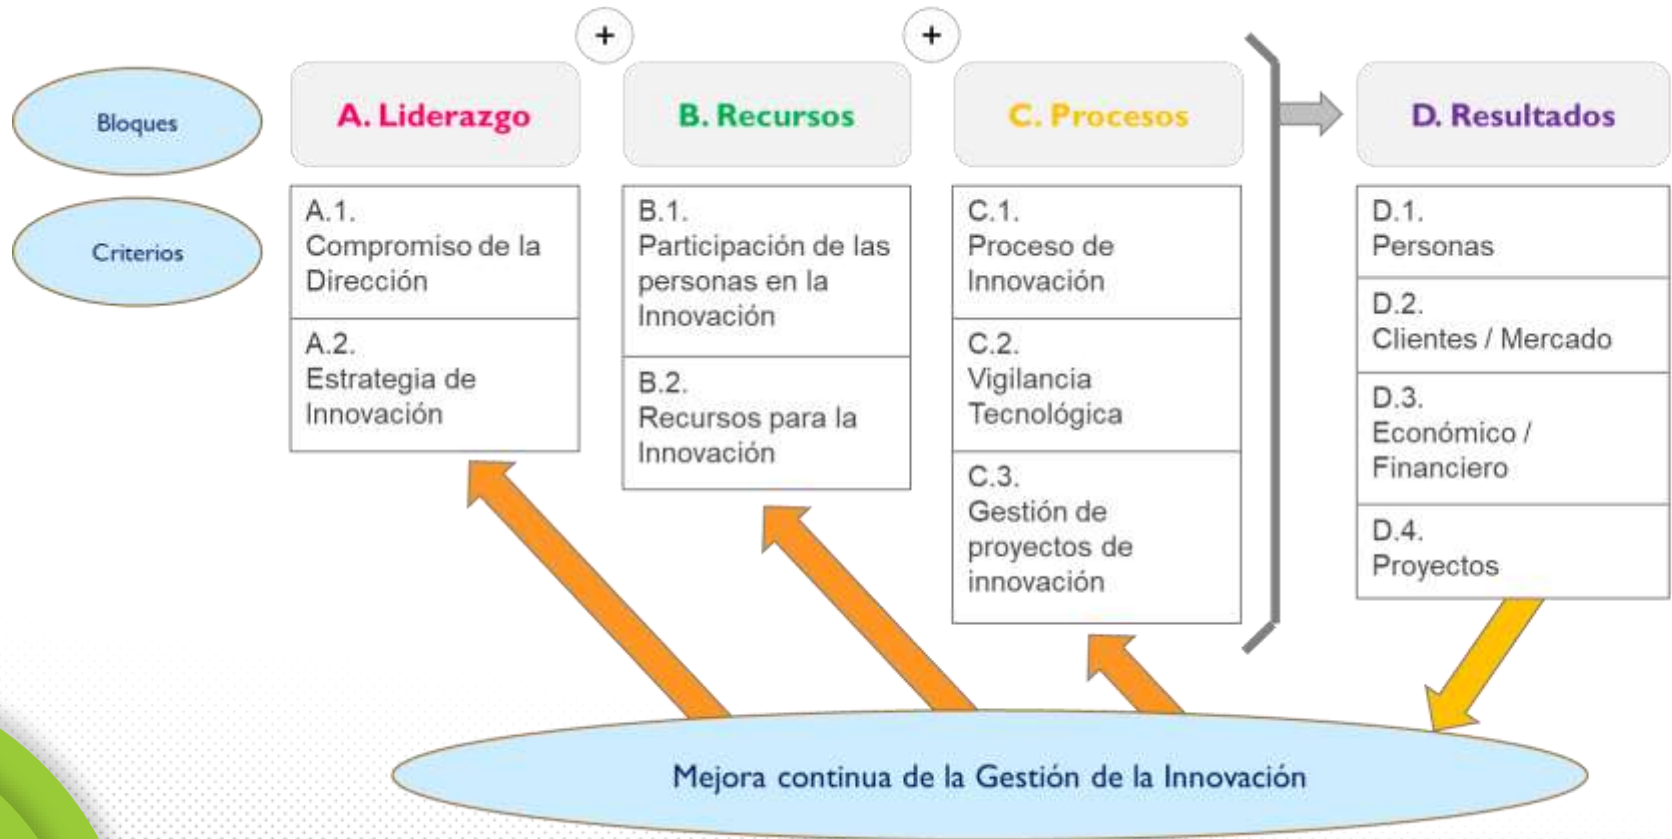 +
+
Bloques
A. Liderazgo
B. Recursos
C. Procesos
D. Resultados
Criterios
A.1.
Compromiso de la
Dirección
A.2.
Estrategia de
Innovación
B.1.
Participación de las
personas en la
Innovación
B.2.
Recursos para la
Innovación
C.1.
Proceso de
Innovación
C.2.
Vigilancia
Tecnológica
C.3.
Gestión de
proyectos de
innovación
D.1.
Personas
D.2.
Clientes / Mercado
D.3.
Económico /
Financiero
D.4.
Proyectos
Mejora continua de la Gestión de la Innovación